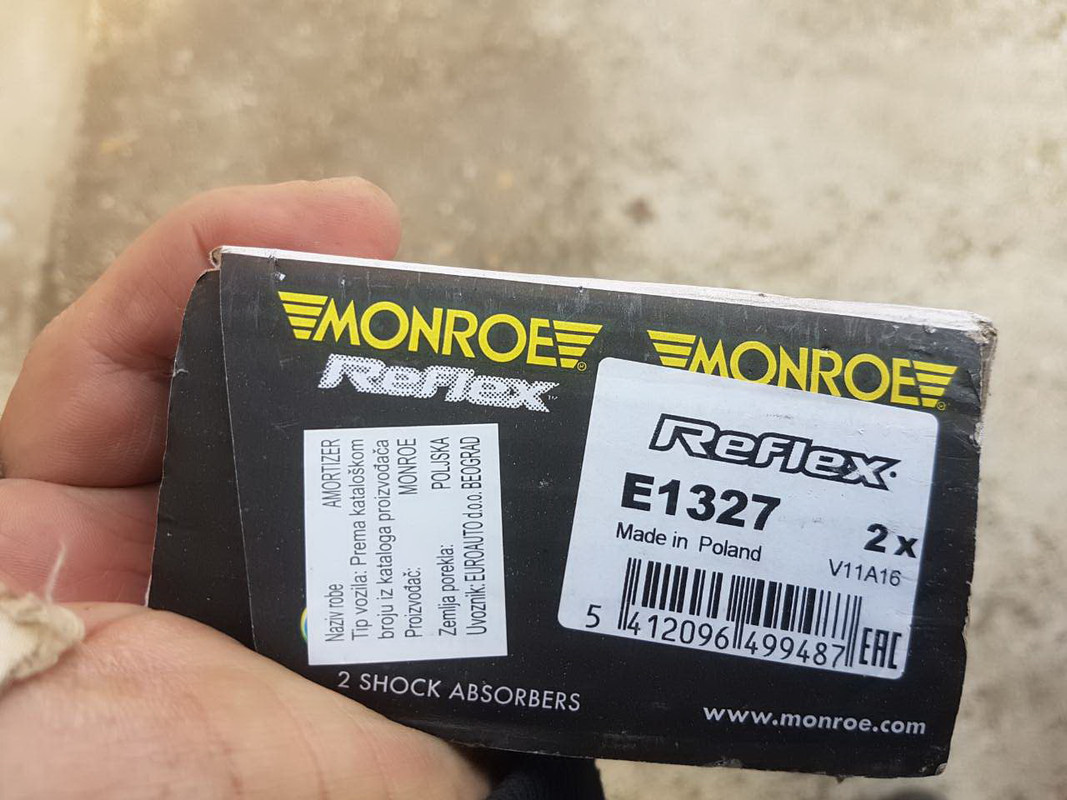 MONROE
Reflex™
MONROE
Naziv robe AMORTIZER
Tip vozila: Prema kataloškom
broju iz kataloga proizvođača
Proizvođač: MONROE
Zemlja porekla: POLJSKA
Uvoznik: EUROAUTO d.o.o. BEOGRAD
Reflex
E1327
2 x
Made in Poland
V11A16
5 412096 499487
EAC
2 SHOCK ABSORBERS
www.monroe.com